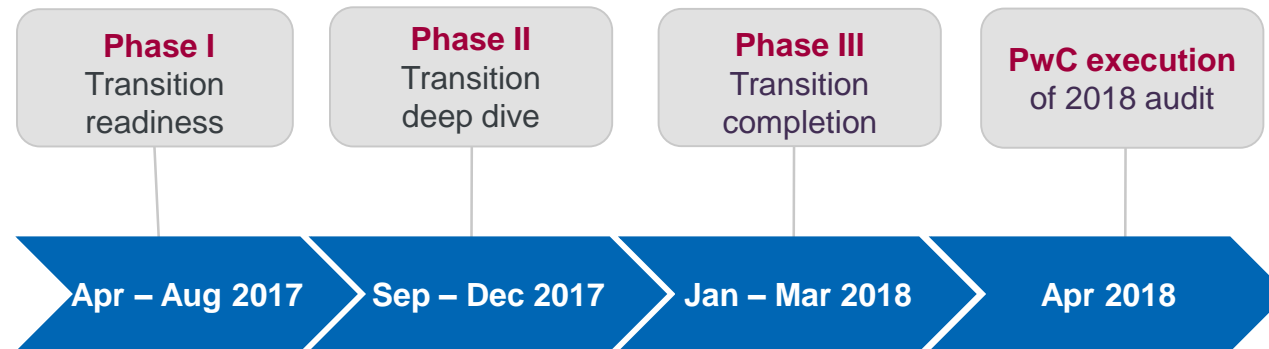 Phase I
Transition
readiness
Phase II
Transition
deep dive
Phase III
Transition
completion
PwC execution
of 2018 audit
Apr – Aug 2017
Sep – Dec 2017
Jan – Mar 2018
Apr 2018